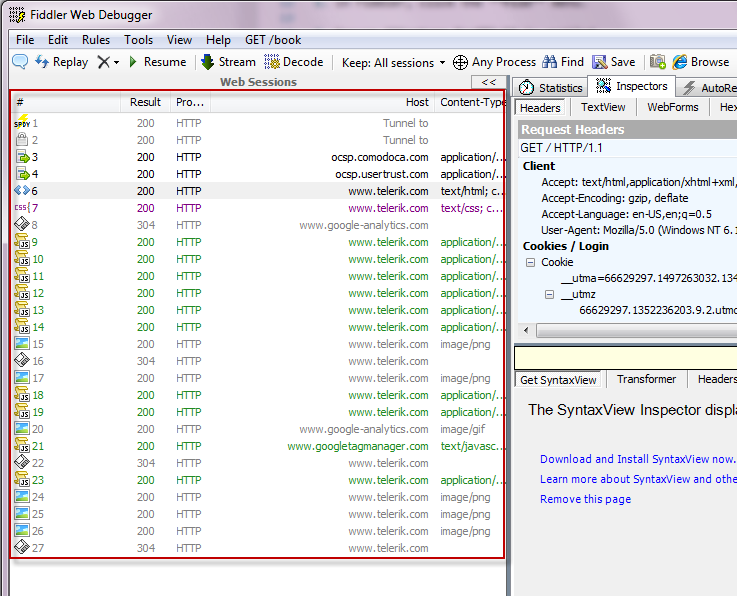 Fiddler Web Debugger
File Edit Rules Tools View Help GET /book
Replay Resume Stream Decode Keep: All sessions Any Process Find Save Browse
Web Sessions <<
# Result Pro... Host Content-Type
SPDY 1 200 HTTP Tunnel to
2 200 HTTP Tunnel to
3 200 HTTP ocsp.comodoca.com application/...
4 200 HTTP ocsp.usertrust.com application/...
6 200 HTTP www.telerik.com text/html; c...
css{ 7 200 HTTP www.telerik.com text/css; c...
8 304 HTTP www.google-analytics.com
JS 9 200 HTTP www.telerik.com application/...
JS 10 200 HTTP www.telerik.com application/...
JS 11 200 HTTP www.telerik.com application/...
JS 12 200 HTTP www.telerik.com application/...
JS 13 200 HTTP www.telerik.com application/...
JS 14 200 HTTP www.telerik.com application/...
15 200 HTTP www.telerik.com image/png
16 304 HTTP www.telerik.com
17 200 HTTP www.telerik.com image/png
JS 18 200 HTTP www.telerik.com application/...
JS 19 200 HTTP www.telerik.com application/...
20 200 HTTP www.google-analytics.com image/gif
JS 21 200 HTTP www.googletagmanager.com text/javasc...
22 304 HTTP www.telerik.com
JS 23 200 HTTP www.telerik.com application/...
24 200 HTTP www.telerik.com image/png
25 200 HTTP www.telerik.com image/png
26 200 HTTP www.telerik.com image/png
27 304 HTTP www.telerik.com
Statistics Inspectors AutoRe
Headers TextView WebForms Hex
Request Headers
GET / HTTP/1.1
Client
Accept: text/html,application/xhtml+xml,
Accept-Encoding: gzip, deflate
Accept-Language: en-US,en;q=0.5
User-Agent: Mozilla/5.0 (Windows NT 6.1
Cookies / Login
Cookie
__utma=66629297.1497263032.134
__utmz
66629297.1352236203.9.2.utmc
Get SyntaxView Transformer Headers
The SyntaxView Inspector displa
Download and Install SyntaxView now.
Learn more about SyntaxView and othe
Remove this page